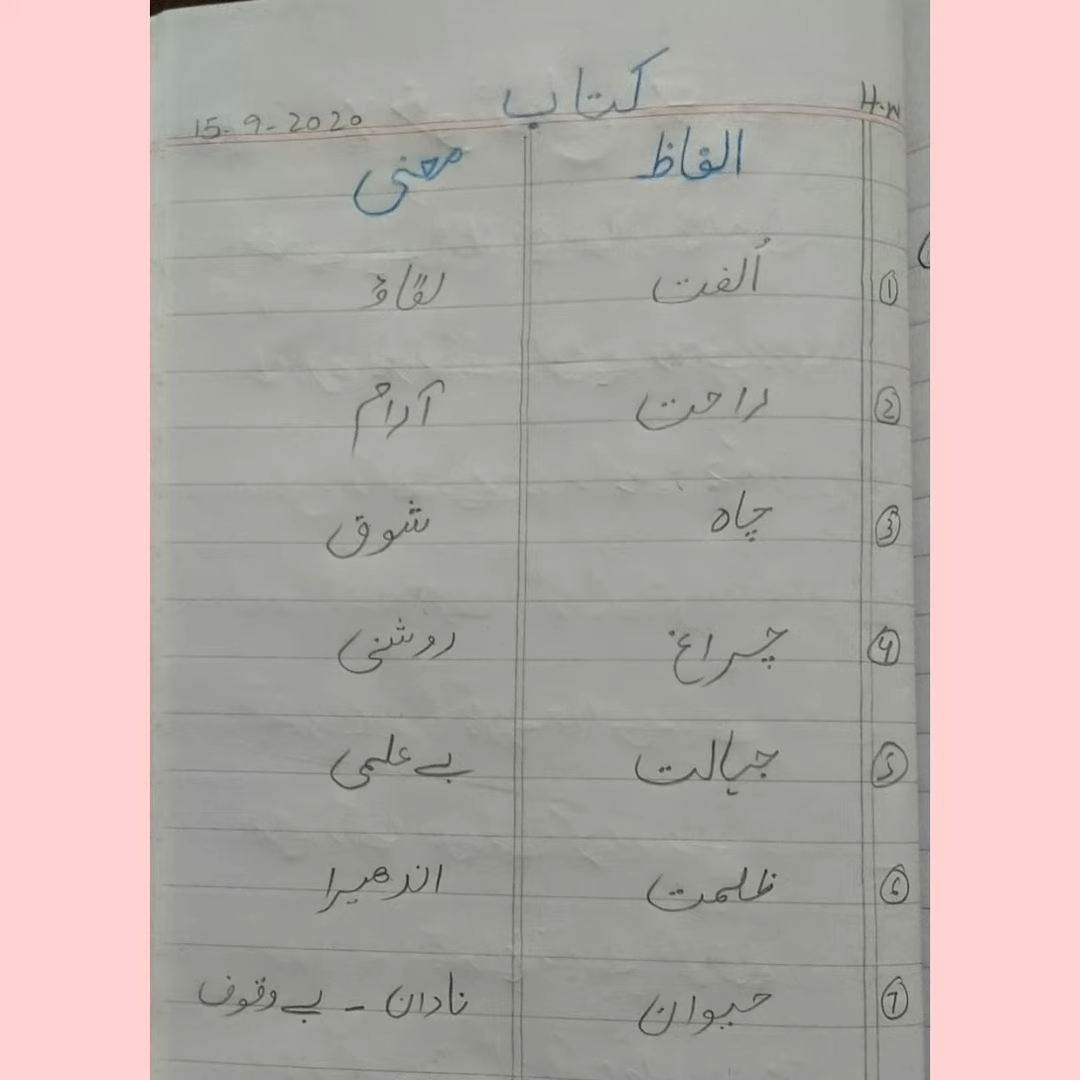 H.W کتاب 15-9-2020
الفاظ معنی
① اُلفت لگاؤ
② راحت آرام
③ چاہ شوق
④ چراغ روشنی
⑤ جہالت بے علمی
⑥ ظلمت اندھیرا
⑦ حیوان نادان - بے وقوف